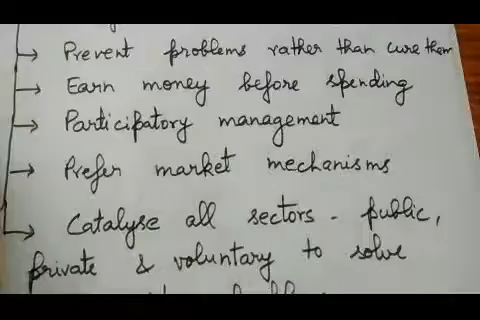 → Prevent problems rather than cure them
→ Earn money before spending
→ Participatory management
→ Prefer market mechanisms
→ Catalyse all sectors - public,
private & voluntary to solve